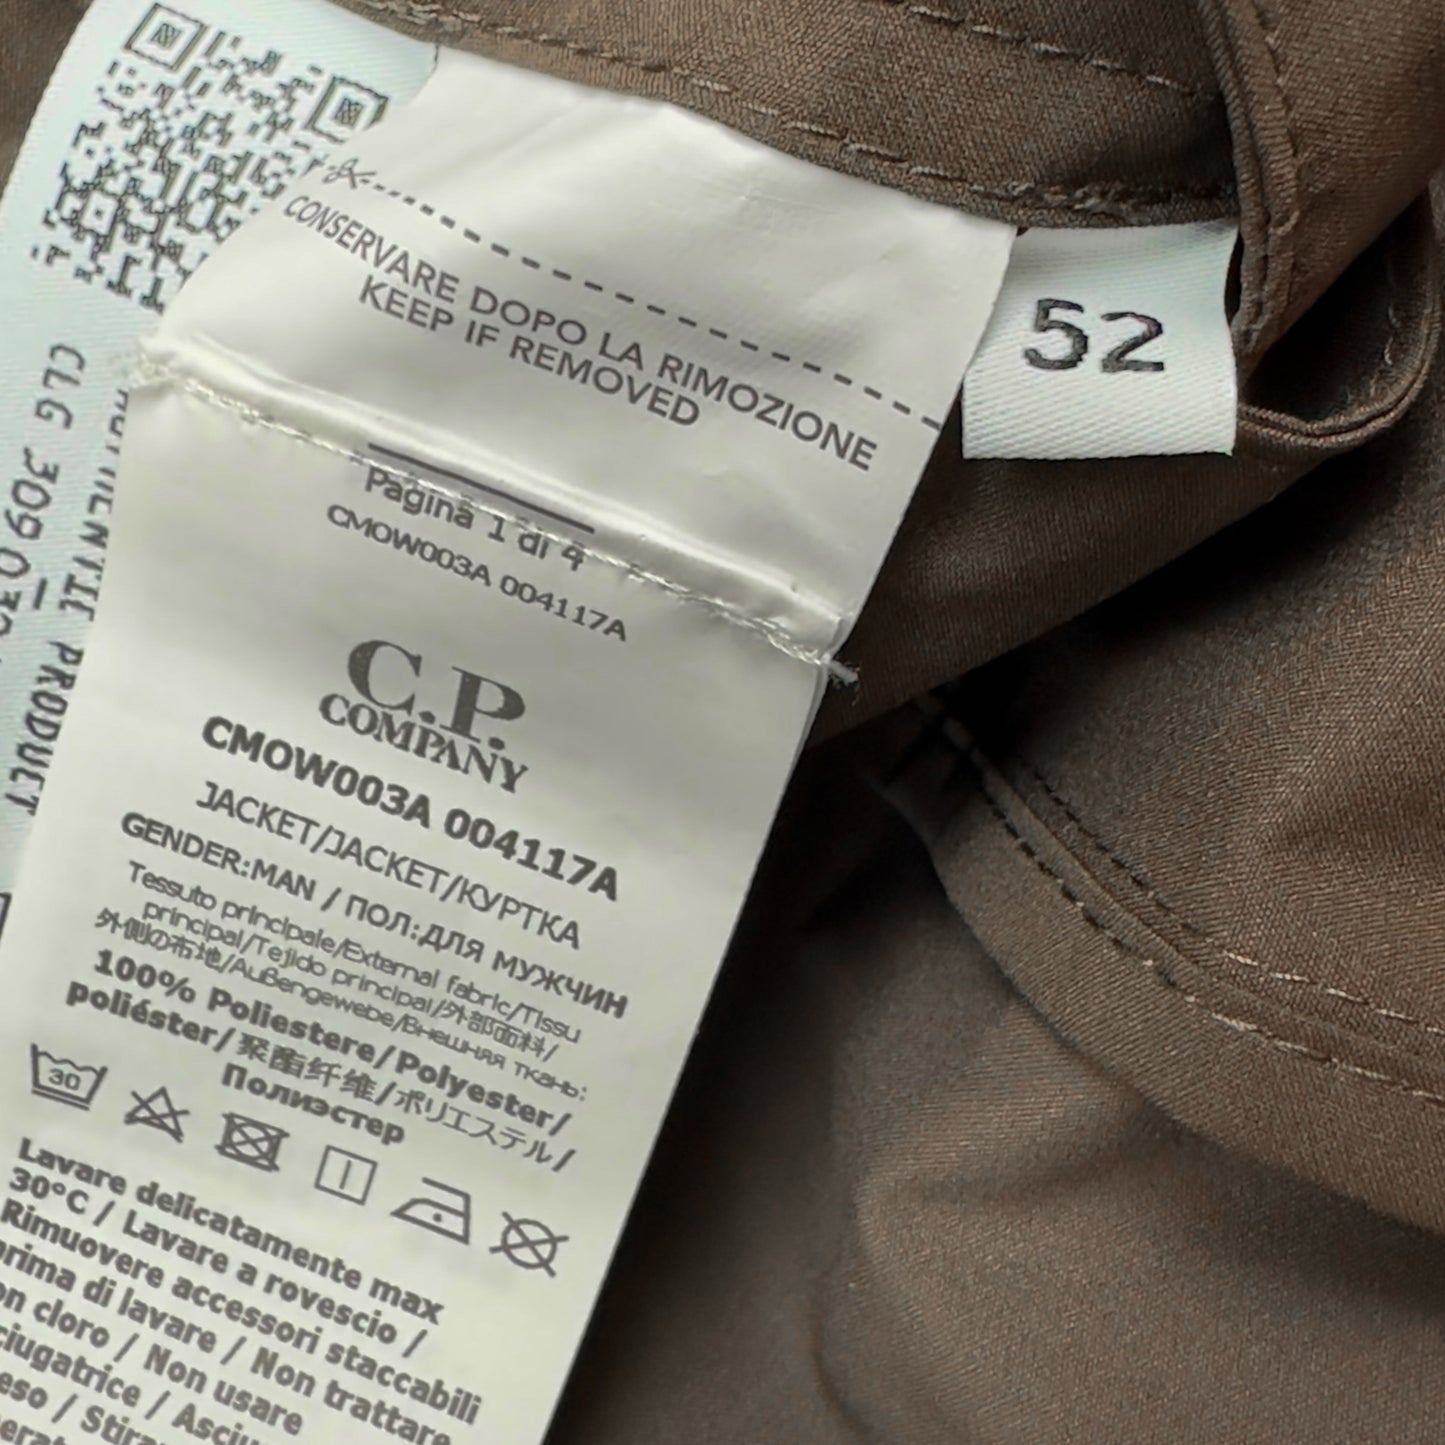 CONSERVARE DOPO LA RIMOZIONE
KEEP IF REMOVED
52
Pagina 1 di 4
CMOW003A 004117A
C.P.
COMPANY
CMOW003A 004117A
JACKET/JACKET/КУРТКА
GENDER:MAN / ПОЛ:ДЛЯ МУЖЧИН
Tessuto principale/External fabric/Tissu
principal/Tejido principal/外部面料/
外側の布地/Außengewebe/Внешняя ткань:
100% Poliestere/Polyester/
poliéster/聚酯纤维/ポリエステル/
Полиэстер
30
Lavare delicatamente max
30°C / Lavare a rovescio /
Rimuovere accessori staccabili
prima di lavare / Non trattare
cloro / Non usare
/ Asciu
/ Stira
CLG 309
PRODUCT